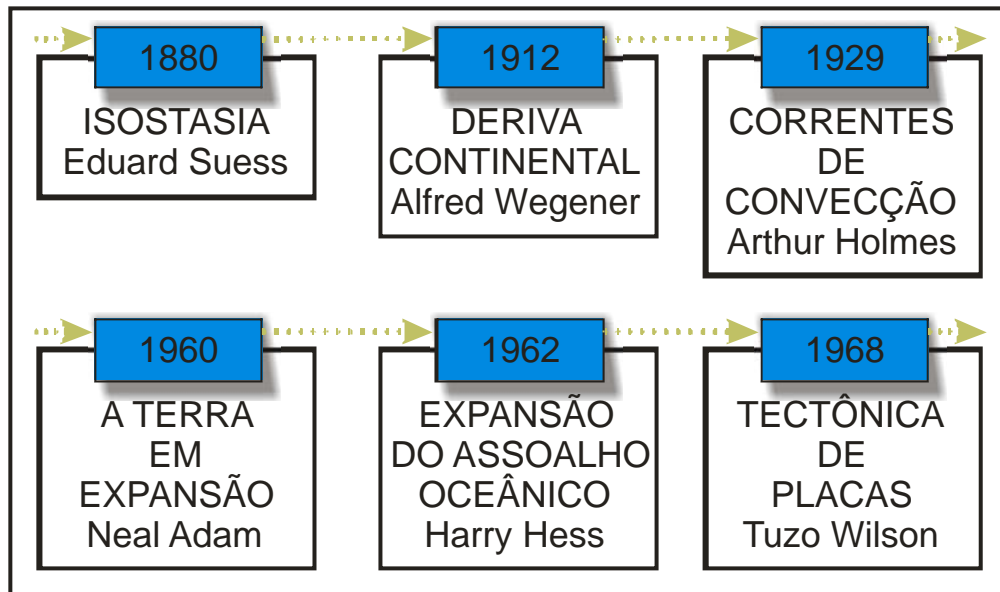 1880
ISOSTASIA
Eduard Suess
1912
DERIVA
CONTINENTAL
Alfred Wegener
1929
CORRENTES
DE
CONVECÇÃO
Arthur Holmes
1960
A TERRA
EM
EXPANSÃO
Neal Adam
1962
EXPANSÃO
DO ASSOALHO
OCEÂNICO
Harry Hess
1968
TECTÔNICA
DE
PLACAS
Tuzo Wilson